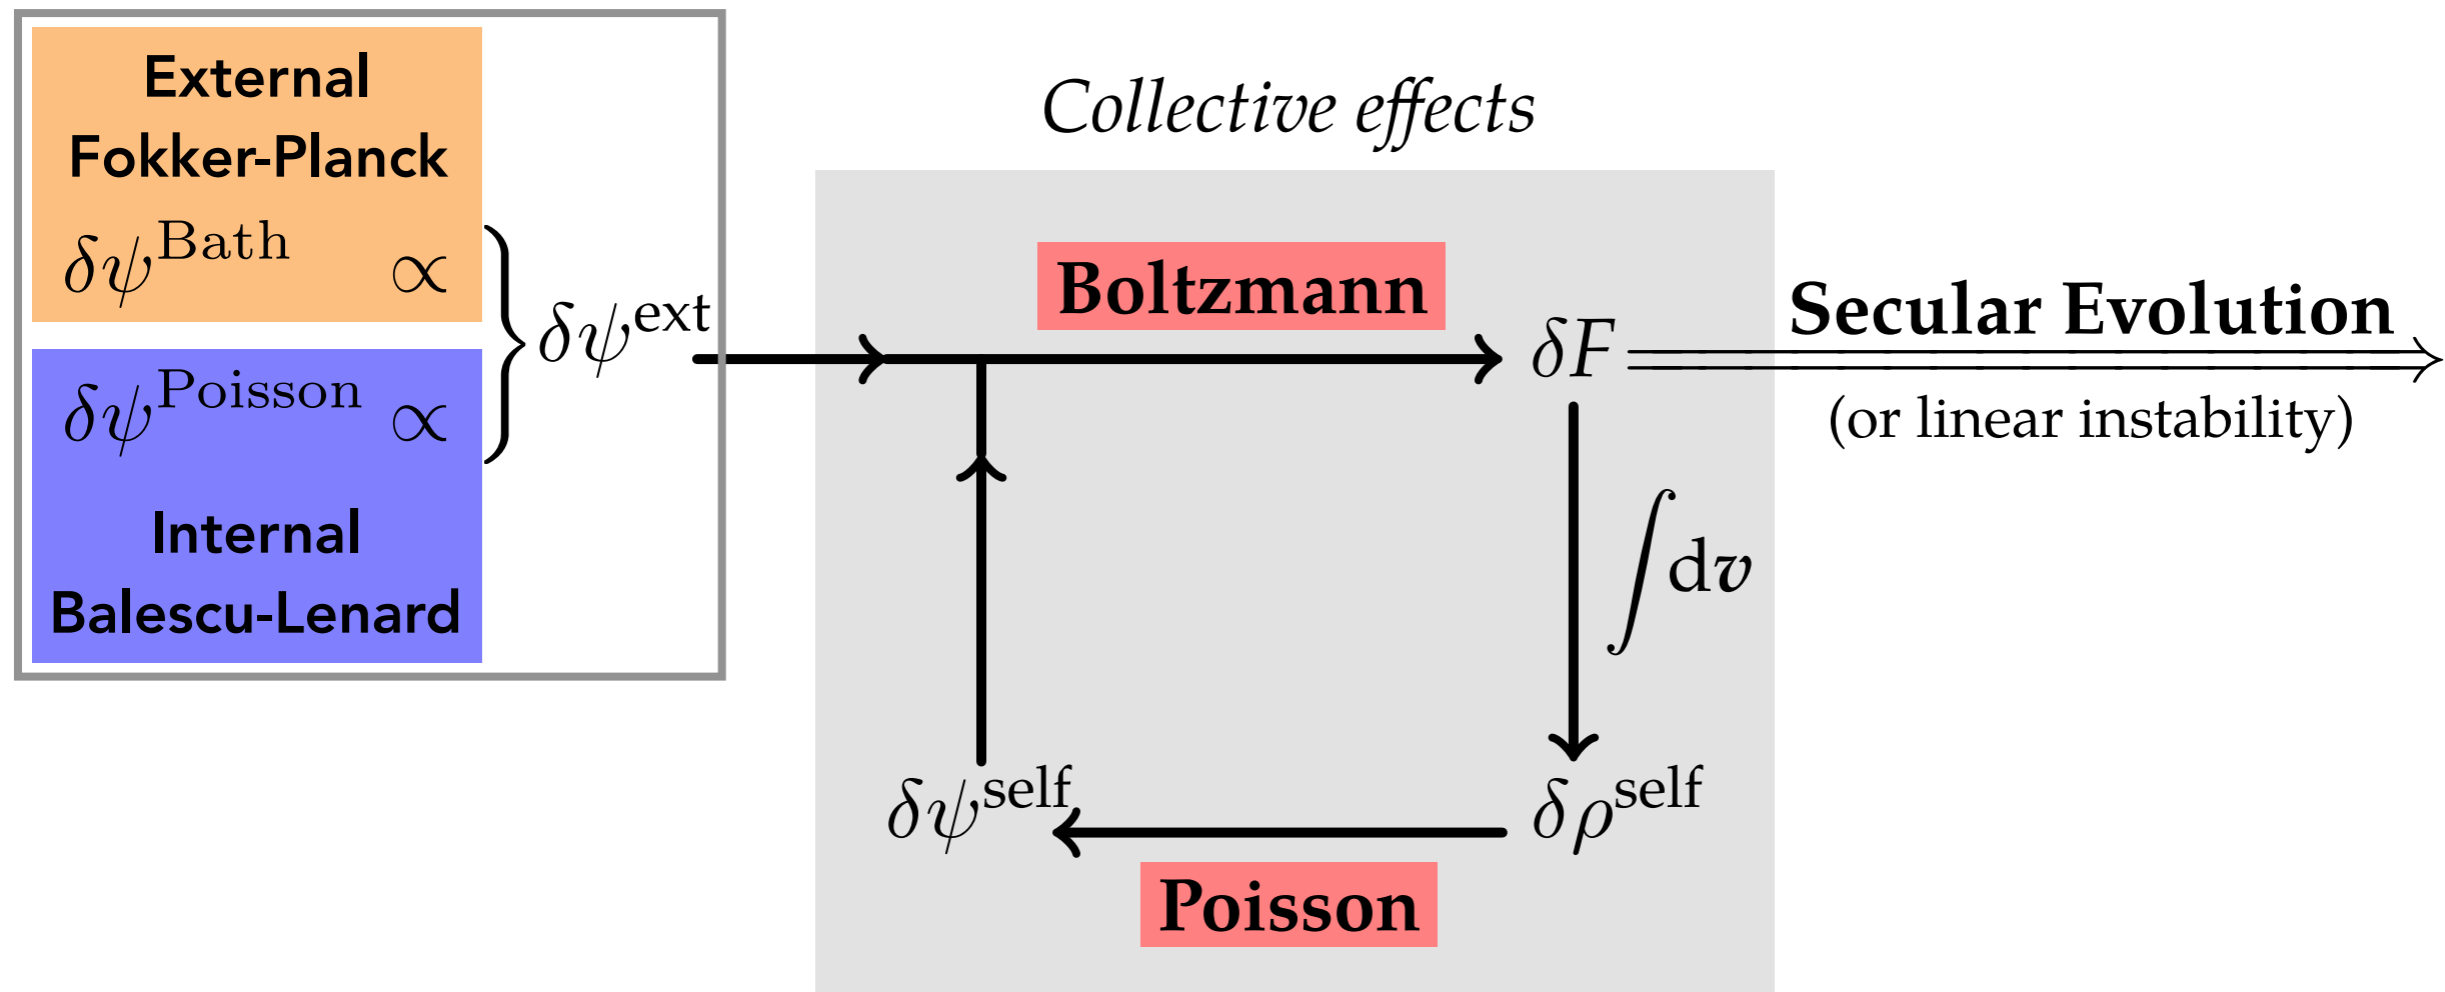 External
Fokker-Planck
δψ^Bath ∝
δψ^Poisson ∝
Internal
Balescu-Lenard
δψ^ext
Collective effects
Boltzmann
δF
∫dv
δρ^self
Poisson
δψ^self
Secular Evolution
(or linear instability)